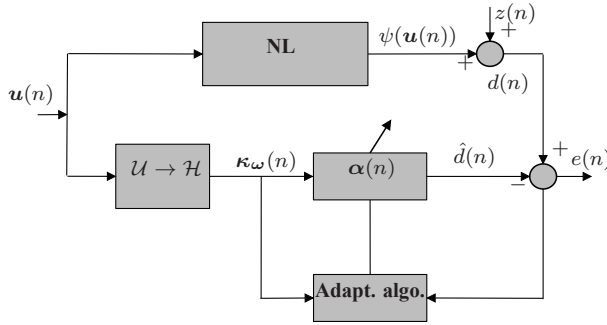 z(n)
+
NL
ψ(u(n))
+
d(n)
u(n)
U → H
κω(n)
α(n)
d̂(n)
+
e(n)
−
Adapt. algo.